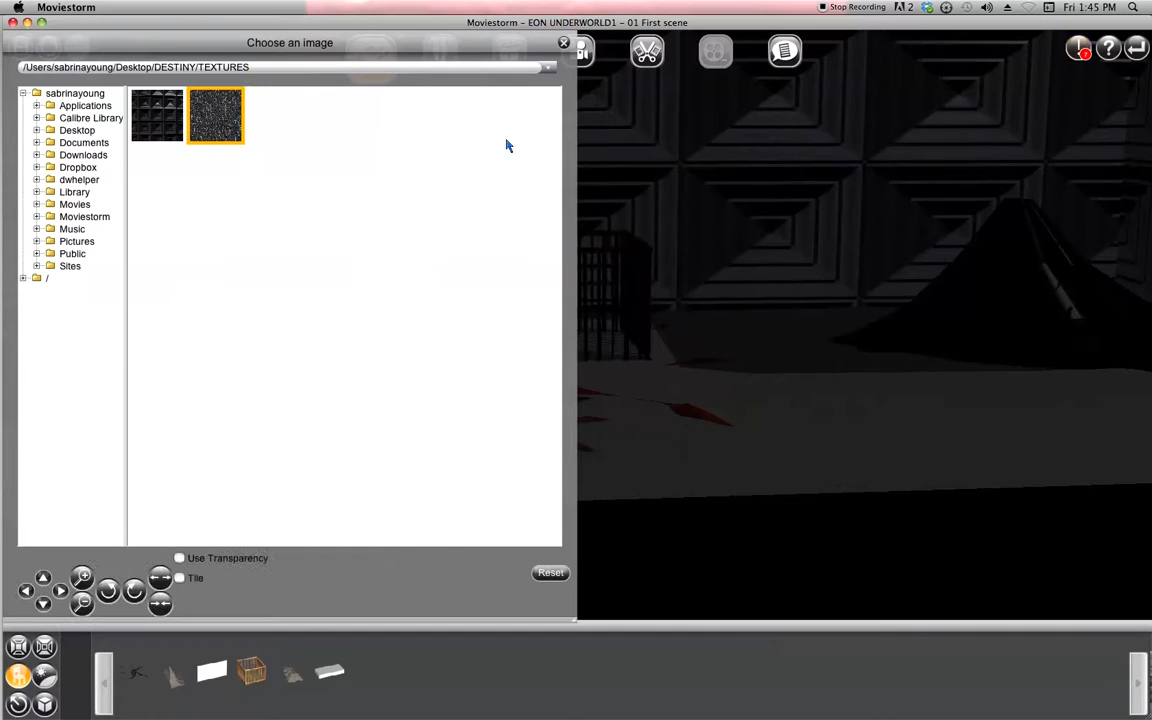 Moviestorm
Stop Recording
2
Fri 1:45 PM
Moviestorm – EON UNDERWORLD1 – 01 First scene
Choose an image
/Users/sabrinayoung/Desktop/DESTINY/TEXTURES
sabrinayoung
Applications
Calibre Library
Desktop
Documents
Downloads
Dropbox
dwhelper
Library
Movies
Moviestorm
Music
Pictures
Public
Sites
/
Use Transparency
Tile
Reset